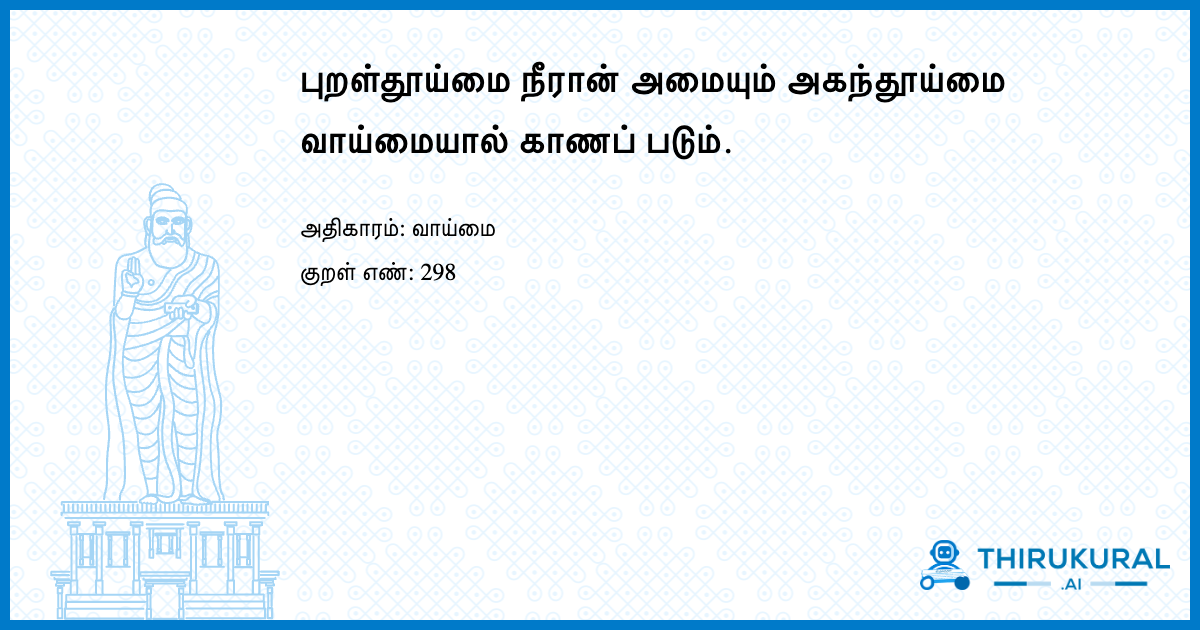 புறள்தூய்மை நீரான் அமையும் அகந்தூய்மை
வாய்மையால் காணப் படும்.
அதிகாரம்: வாய்மை
குறள் எண்: 298
THIRUKURAL
.AI